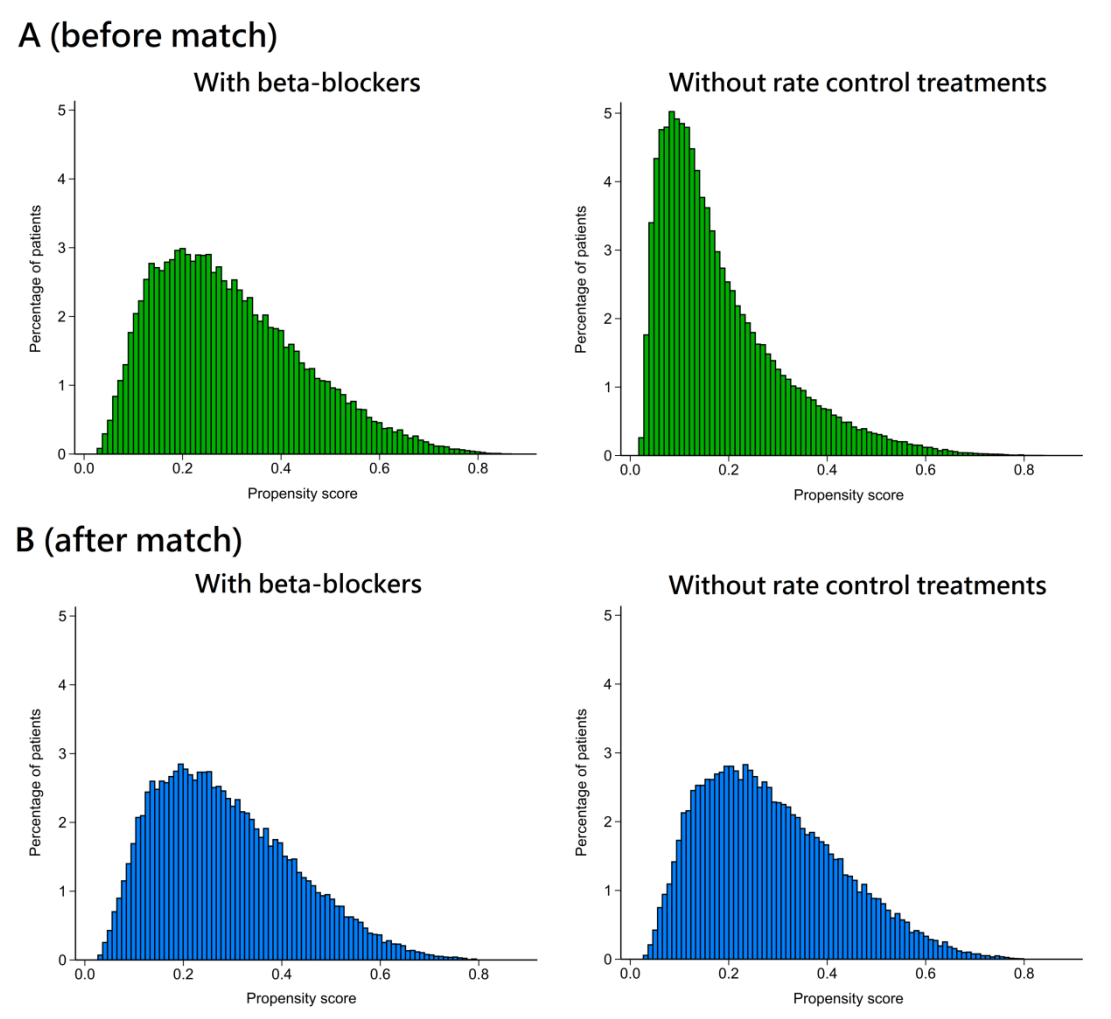 A (before match)
With beta-blockers
Without rate control treatments
5
4
3
2
1
0
Percentage of patients
0.0 0.2 0.4 0.6 0.8
Propensity score
5
4
3
2
1
0
Percentage of patients
0.0 0.2 0.4 0.6 0.8
Propensity score
B (after match)
With beta-blockers
Without rate control treatments
5
4
3
2
1
0
Percentage of patients
0.0 0.2 0.4 0.6 0.8
Propensity score
5
4
3
2
1
0
Percentage of patients
0.0 0.2 0.4 0.6 0.8
Propensity score